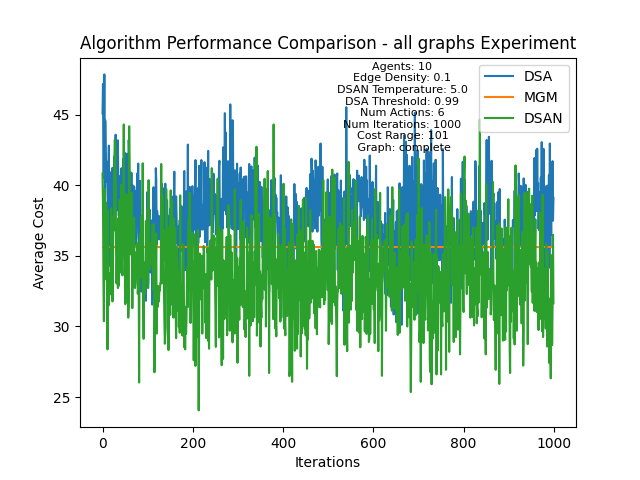 Algorithm Performance Comparison - all graphs Experiment
Agents: 10
Edge Density: 0.1
DSAN Temperature: 5.0
DSA Threshold: 0.99
Num Actions: 6
Num Iterations: 1000
Cost Range: 101
Graph: complete
DSA
MGM
DSAN
Average Cost
45
40
35
30
25
0
200
400
600
800
1000
Iterations